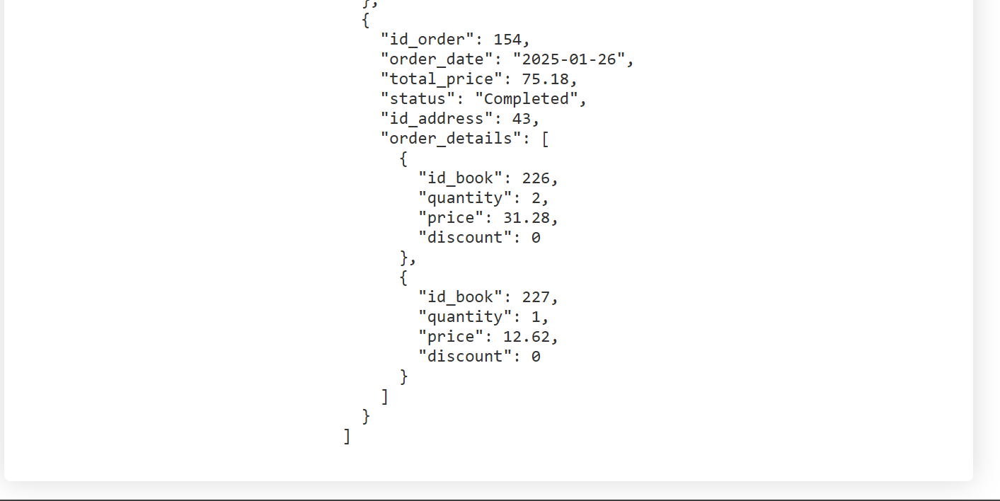 },
{
"id_order": 154,
"order_date": "2025-01-26",
"total_price": 75.18,
"status": "Completed",
"id_address": 43,
"order_details": [
{
"id_book": 226,
"quantity": 2,
"price": 31.28,
"discount": 0
},
{
"id_book": 227,
"quantity": 1,
"price": 12.62,
"discount": 0
}
]
}
]